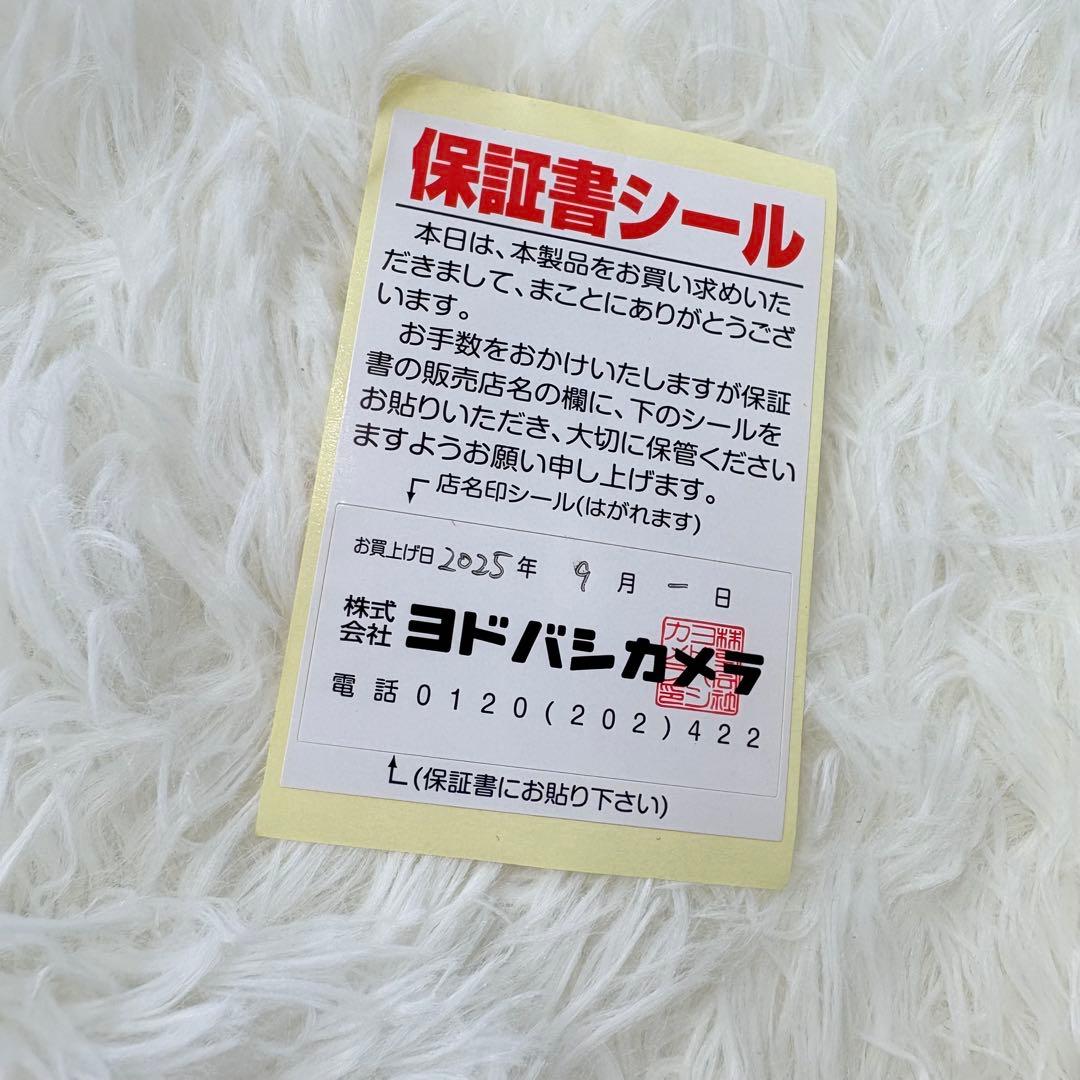 保証書シール
本日は、本製品をお買い求めいた
だきまして、まことにありがとうござ
います。
お手数をおかけいたしますが保証
書の販売店名の欄に、下のシールを
お貼りいただき、大切に保管ください
ますようお願い申し上げます。
店名印シール(はがれます)
お買上げ日 2025年 9月 一日
株式会社 ヨドバシカメラ
電話 0120(202)422
(保証書にお貼り下さい)